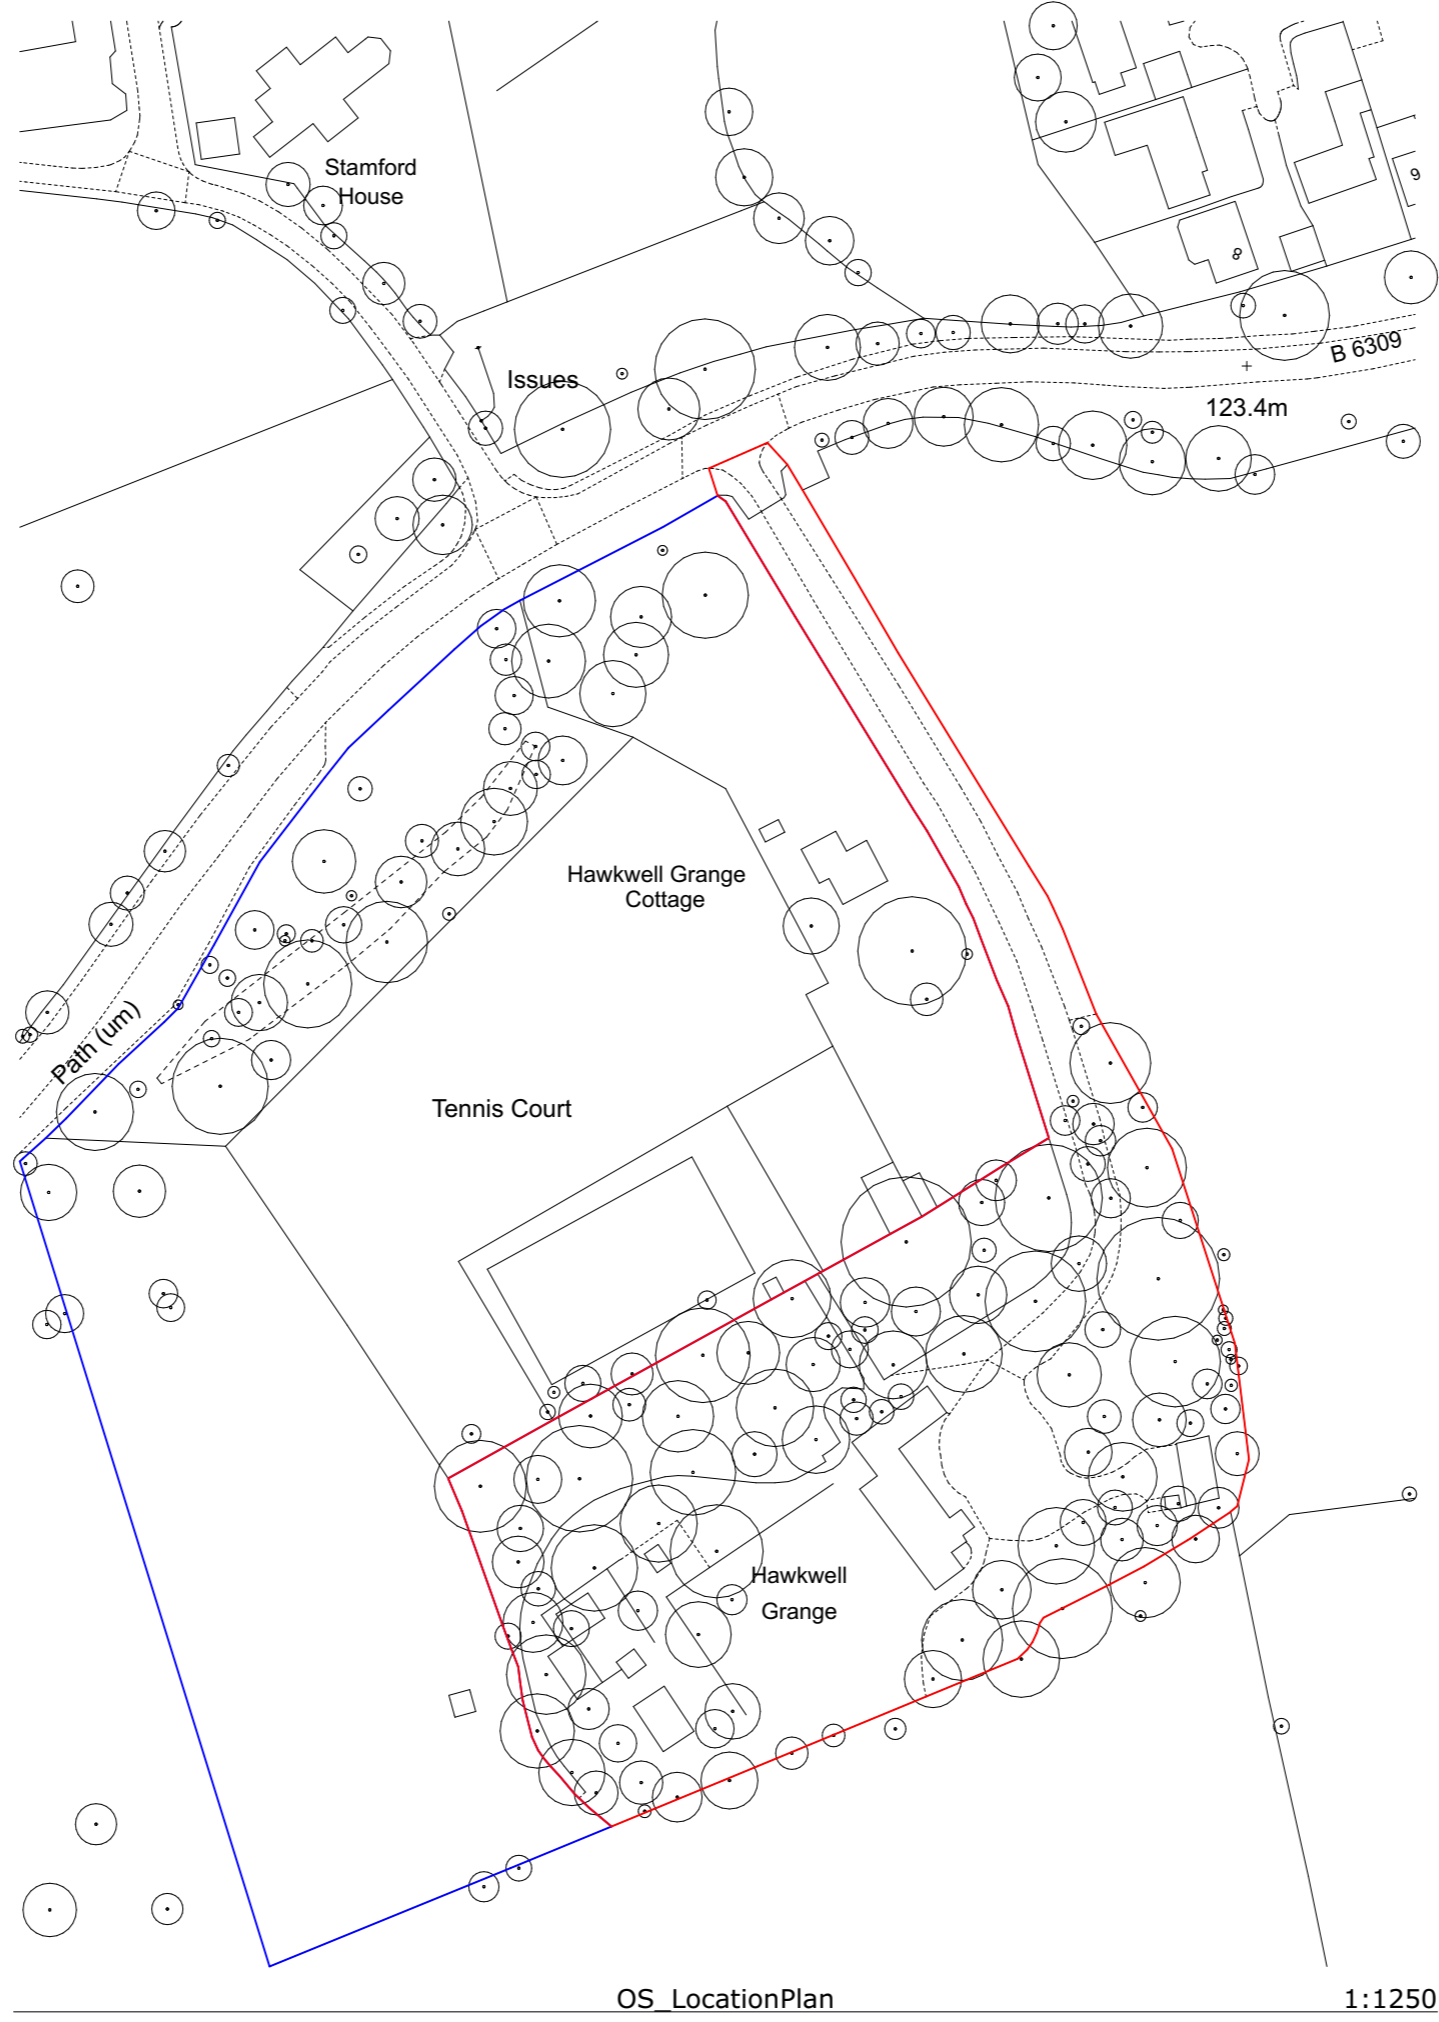 Stamford
House
9
8
Issues
B 6309
123.4m
Hawkwell Grange
Cottage
Path (um)
Tennis Court
Hawkwell
Grange
OS_LocationPlan
1:1250